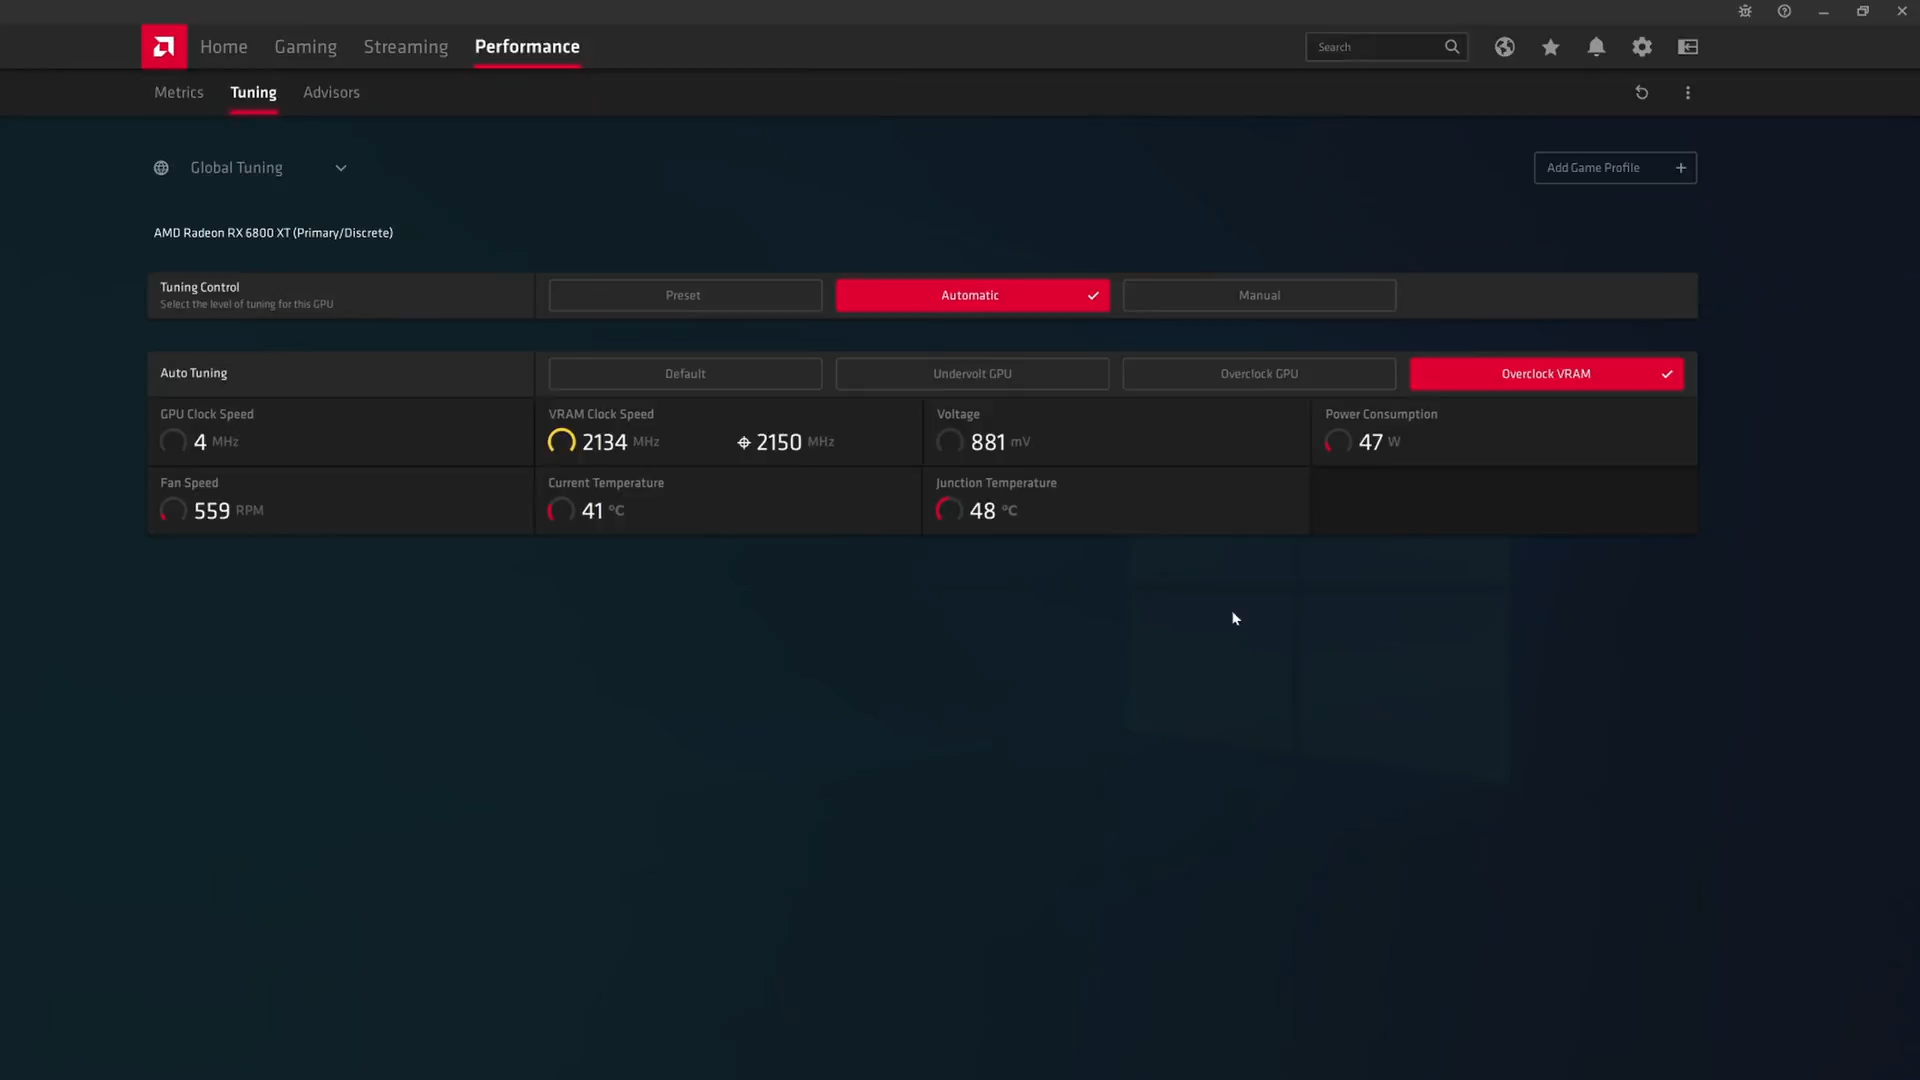 Home Gaming Streaming Performance Search
Metrics Tuning Advisors
Global Tuning Add Game Profile +
AMD Radeon RX 6800 XT (Primary/Discrete)
Tuning Control
Select the level of tuning for this GPU
Preset Automatic Manual
Auto Tuning Default Undervolt GPU Overclock GPU Overclock VRAM
GPU Clock Speed VRAM Clock Speed Voltage Power Consumption
4 MHz 2134 MHz 2150 MHz 881 mV 47 W
Fan Speed Current Temperature Junction Temperature
559 RPM 41 °C 48 °C